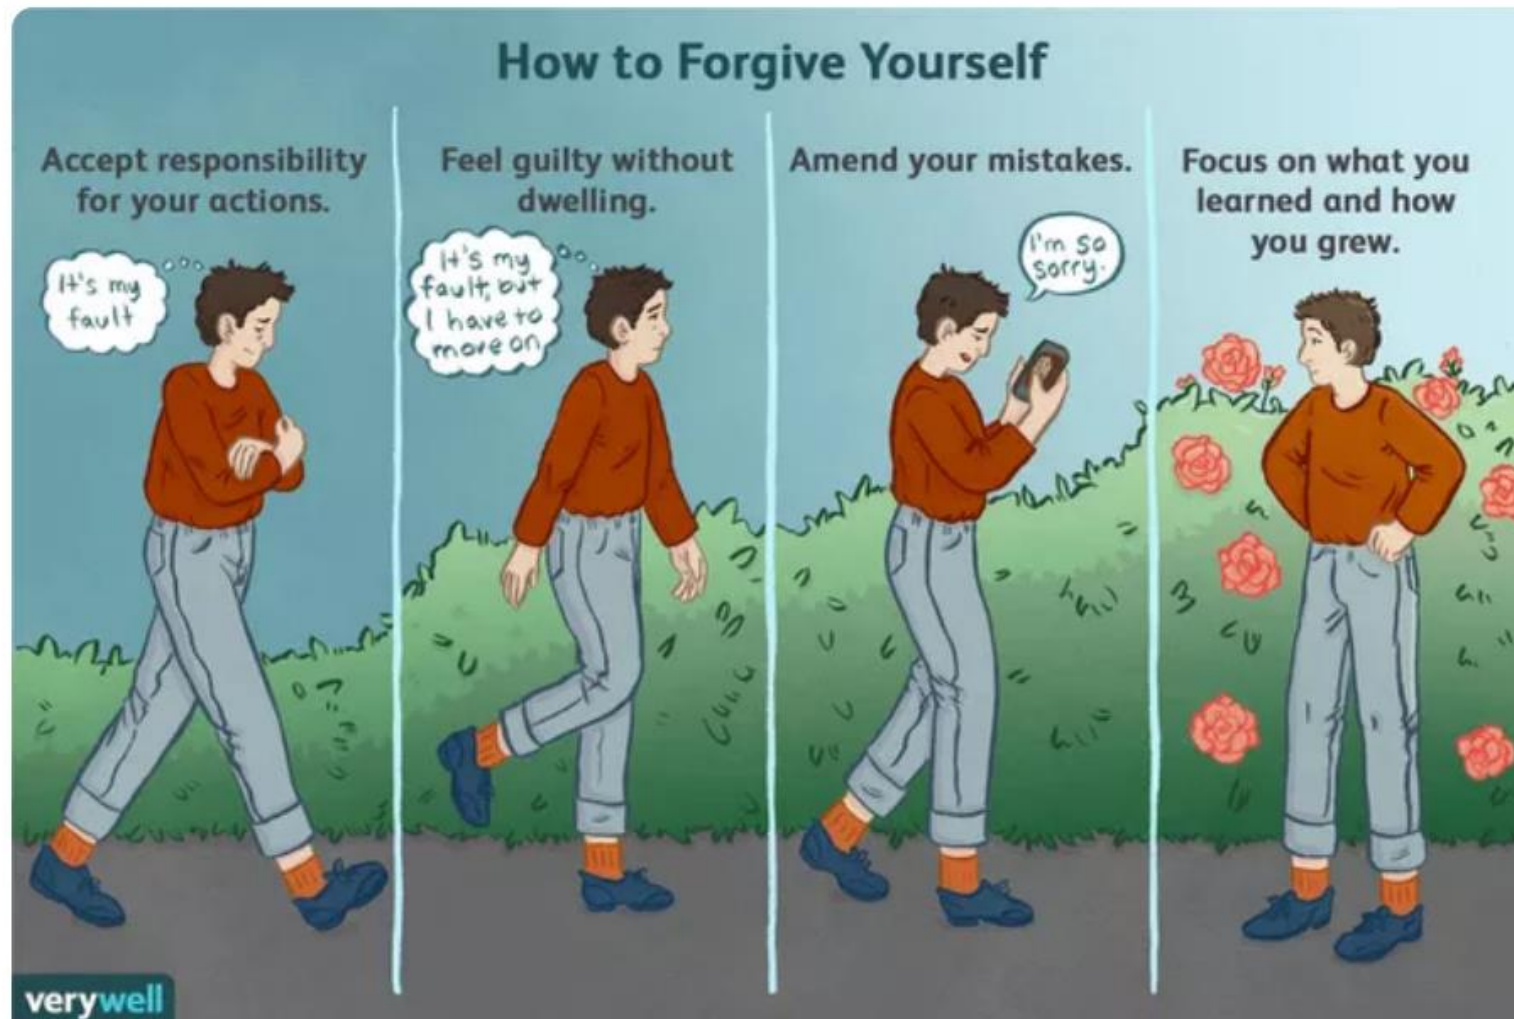 How to Forgive Yourself
Accept responsibility
for your actions.
It's my
fault
Feel guilty without
dwelling.
It's my
fault, but
I have to
move on
Amend your mistakes.
I'm so
sorry.
Focus on what you
learned and how
you grew.
verywell